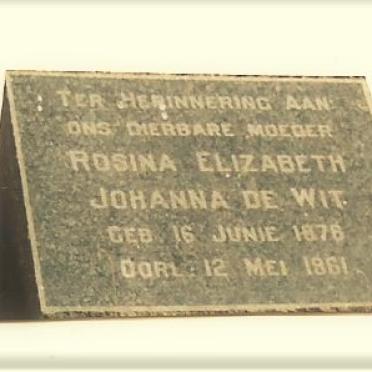 TER HERINNERING AAN
ONS DIERBARE MOEDER
ROSINA ELIZABETH
JOHANNA DE WIT.
GEB. 16 JUNIE 1876
OORL. 12 MEI 1961.